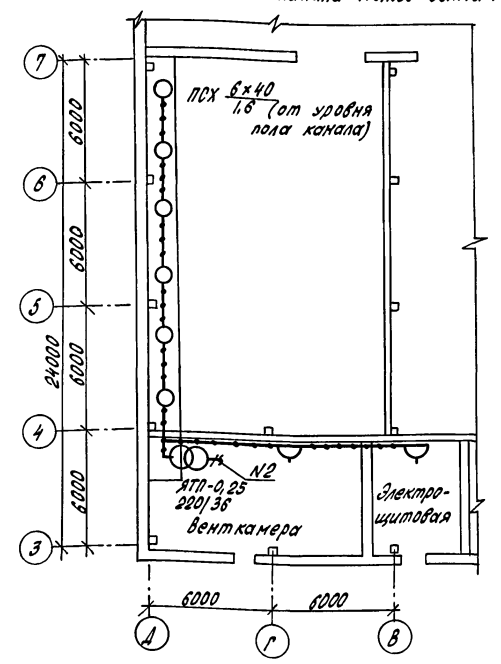 7
ПСХ 6×40
1,6 (от уровня
пола канала)
6000
6
6000
5
24000
6000
4
6000
N2
ЯТП-0,25
220/36
Венткамера
Электро-
щитовая
3
6000
6000
Д
Г
В